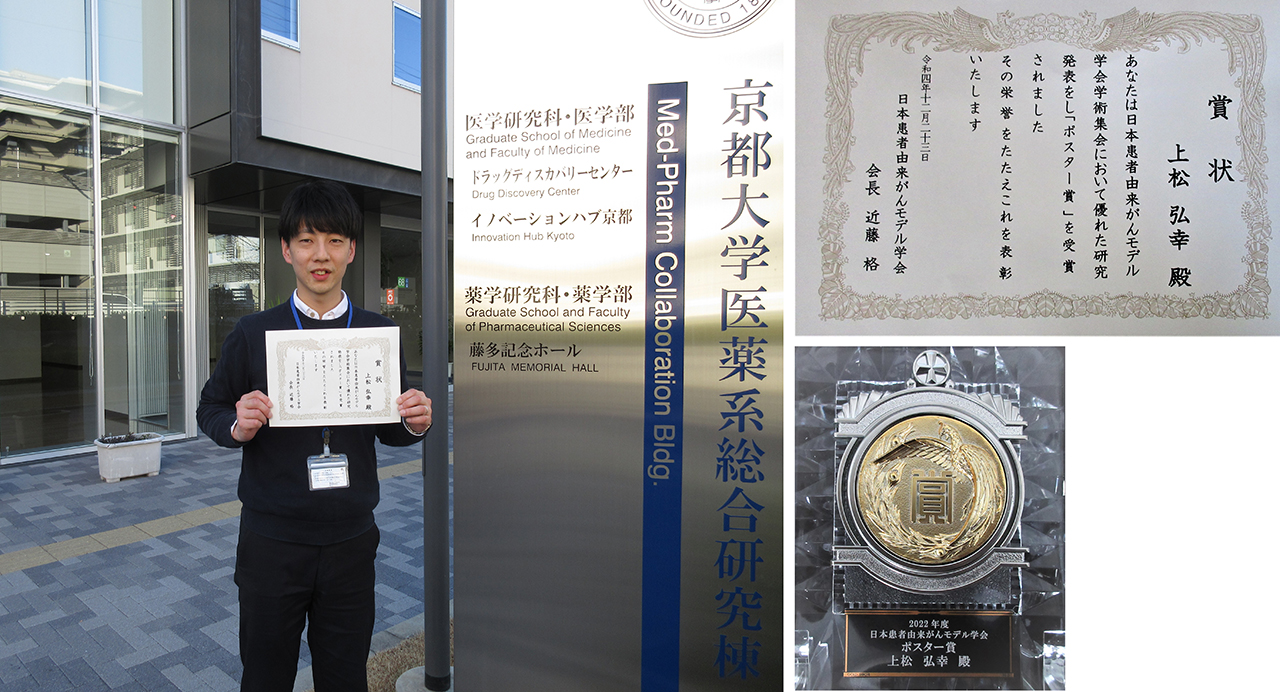 OUNDED 18
医学研究科・医学部
Graduate School of Medicine
and Faculty of Medicine
ドラッグディスカバリーセンター
Drug Discovery Center
イノベーションハブ京都
Innovation Hub Kyoto
薬学研究科・薬学部
Graduate School and Faculty
of Pharmaceutical Sciences
藤多記念ホール
FUJITA MEMORIAL HALL
Med-Pharm Collaboration Bldg.
京都大学医薬系総合研究棟
賞状
上松 弘幸 殿
賞状
上松 弘幸 殿
あなたは日本患者由来がんモデル
学会学術集会において優れた研究
発表をし「ポスター賞」を受賞
されました
その栄誉をたたえこれを表彰
いたします
令和四年十二月二十三日
日本患者由来がんモデル学会
会長 近藤 格
賞
2022年度
日本患者由来がんモデル学会
ポスター賞
上松 弘幸 殿